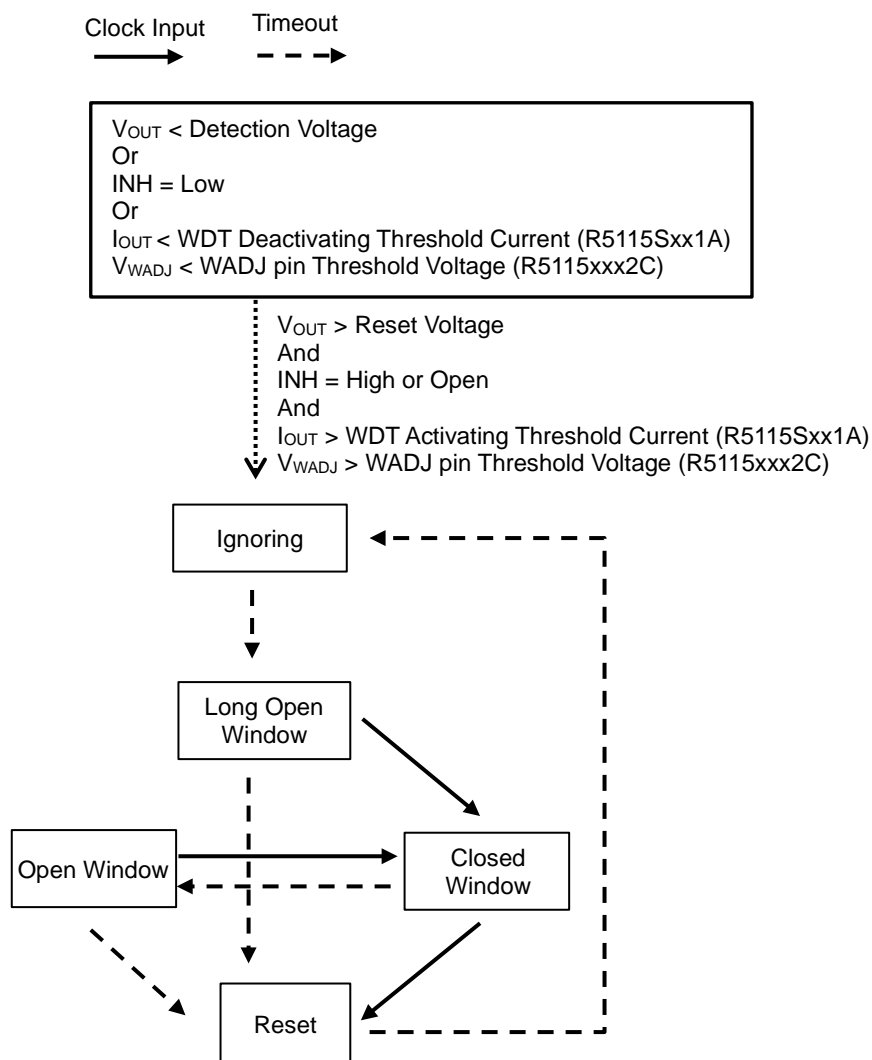 Clock Input
Timeout
VOUT < Detection Voltage
Or
INH = Low
Or
IOUT < WDT Deactivating Threshold Current (R5115Sxx1A)
VWADJ < WADJ pin Threshold Voltage (R5115xxx2C)
VOUT > Reset Voltage
And
INH = High or Open
And
IOUT > WDT Activating Threshold Current (R5115Sxx1A)
VWADJ > WADJ pin Threshold Voltage (R5115xxx2C)
Ignoring
Long Open
Window
Open Window
Closed
Window
Reset